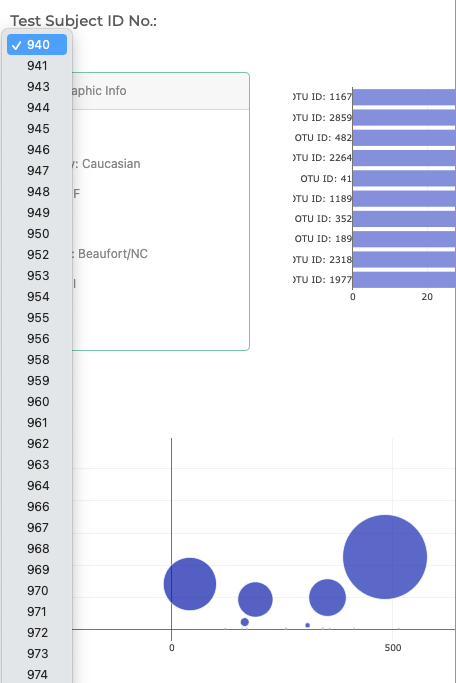 Test Subject ID No.:
✓ 940
941
943
944
945
946
947
948
949
950
952
953
954
955
956
958
959
960
961
962
963
964
966
967
968
969
970
971
972
973
974
aphic Info
y: Caucasian
F
: Beaufort/NC
OTU ID: 1167
OTU ID: 2859
OTU ID: 482
OTU ID: 2264
OTU ID: 41
OTU ID: 1189
OTU ID: 352
OTU ID: 189
OTU ID: 2318
OTU ID: 1977
0
20
0
500